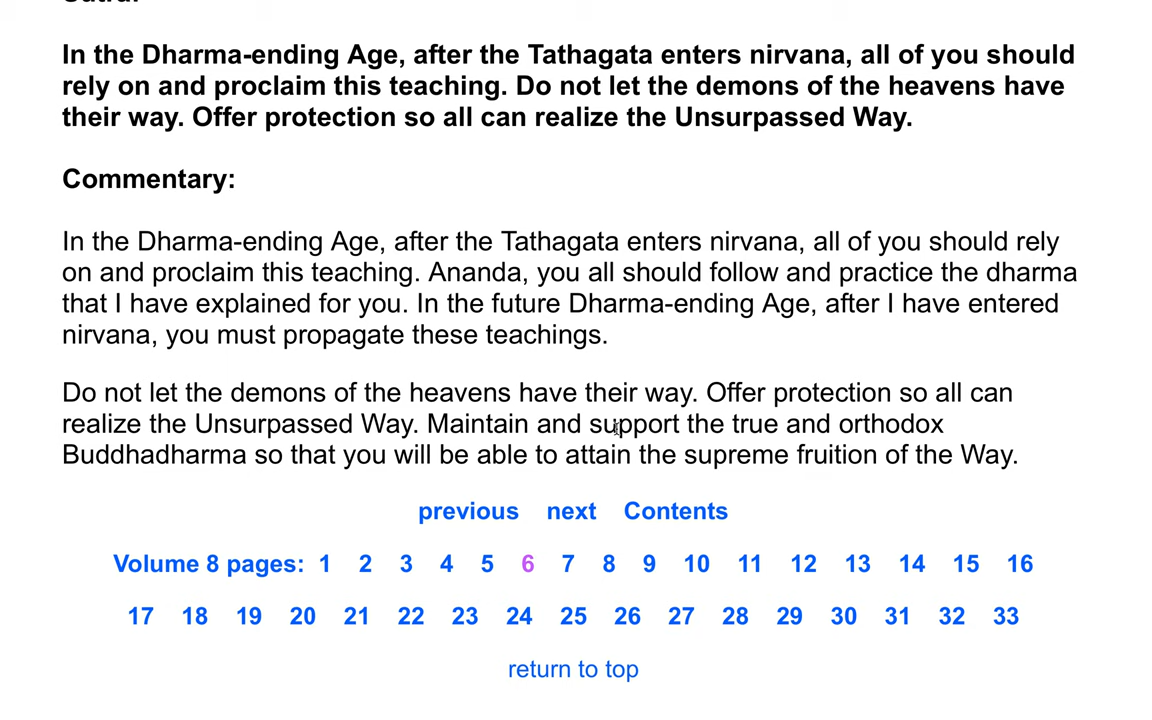 Sutra:
In the Dharma-ending Age, after the Tathagata enters nirvana, all of you should
rely on and proclaim this teaching. Do not let the demons of the heavens have
their way. Offer protection so all can realize the Unsurpassed Way.
Commentary:
In the Dharma-ending Age, after the Tathagata enters nirvana, all of you should rely
on and proclaim this teaching. Ananda, you all should follow and practice the dharma
that I have explained for you. In the future Dharma-ending Age, after I have entered
nirvana, you must propagate these teachings.
Do not let the demons of the heavens have their way. Offer protection so all can
realize the Unsurpassed Way. Maintain and support the true and orthodox
Buddhadharma so that you will be able to attain the supreme fruition of the Way.
previous next Contents
Volume 8 pages: 1 2 3 4 5 6 7 8 9 10 11 12 13 14 15 16
17 18 19 20 21 22 23 24 25 26 27 28 29 30 31 32 33
return to top